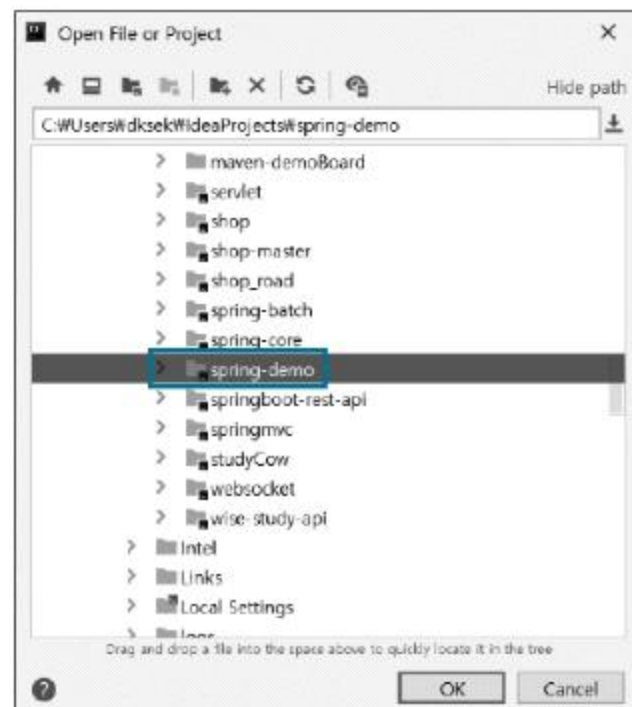 Open File or Project
Hide path
C:₩Users₩dksek₩IdeaProjects₩spring-demo
maven-demoBoard
servlet
shop
shop-master
shop_road
spring-batch
spring-core
spring-demo
springboot-rest-api
springmvc
studyCow
websocket
wise-study-api
Intel
Links
Local Settings
logs
Drag and drop a file into the space above to quickly locate it in the tree
?
OK
Cancel